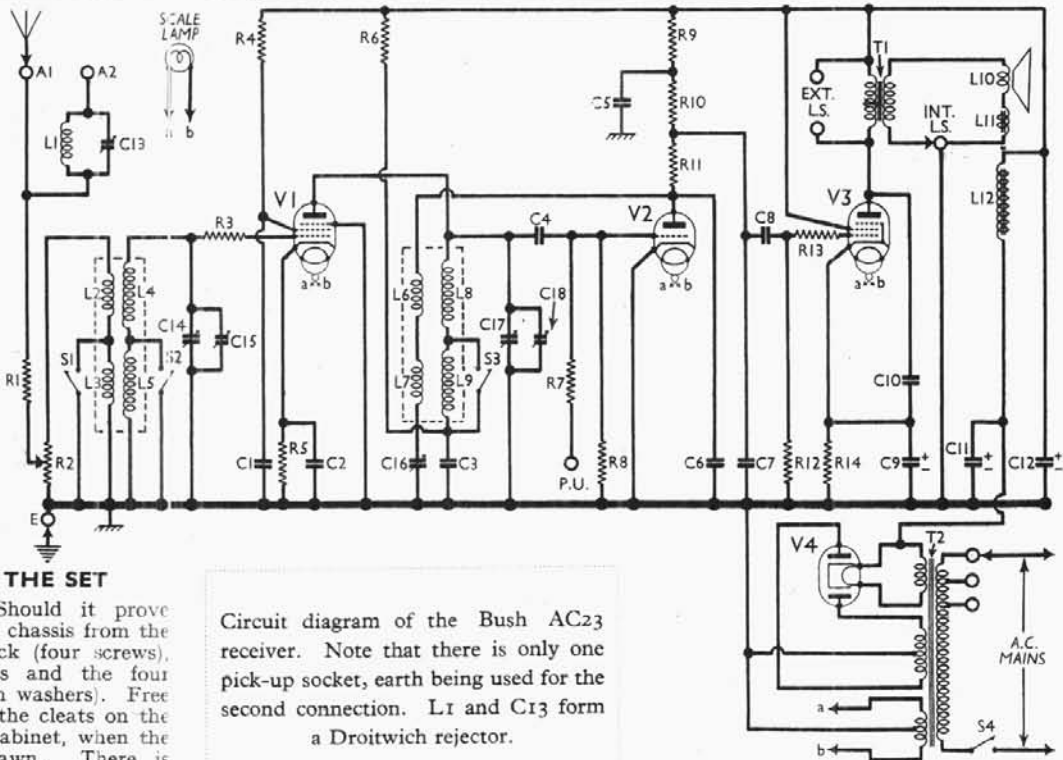 SCALE
LAMP
R4
R6
R9
T1
A1
A2
L10
C5
R10
EXT.
L.S.
INT.
L.S.
L11
L1
C13
a
b
R11
L12
V1
V2
V3
R3
C4
C8
R13
a
b
a
b
a
b
L2
L4
L6
L8
C18
C14
C15
C17
C10
S1
S2
S3
L3
L5
L7
L9
R7
R1
R2
C1
R5
C2
C16
C3
R8
C6
C7
R12
R14
C9
+
–
C11
+
–
C12
+
–
P.U.
E
V4
T2
A.C.
MAINS
a
b
S4
THE SET
Should it prove
chassis from the
ck (four screws),
s and the four
n washers). Free
the cleats on the
abinet, when the
awn. There is
Circuit diagram of the Bush AC23
receiver. Note that there is only one
pick-up socket, earth being used for the
second connection. L1 and C13 form
a Droitwich rejector.